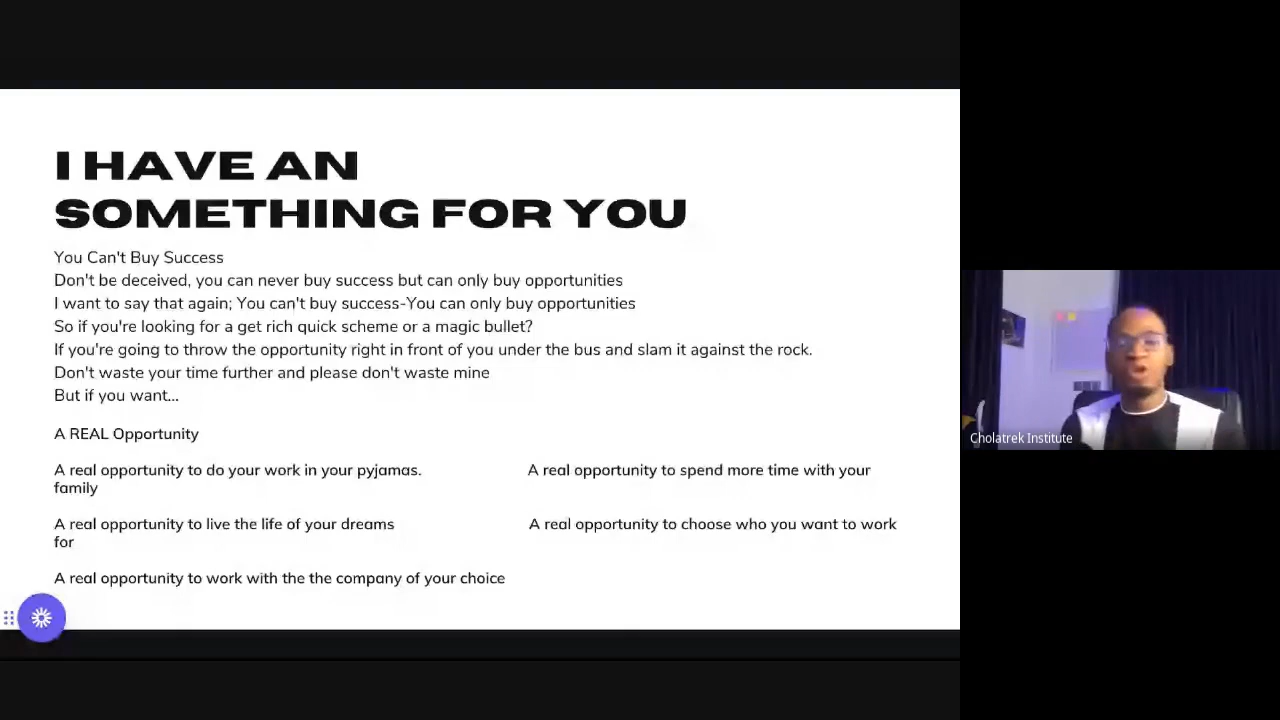 I HAVE AN
SOMETHING FOR YOU
You Can't Buy Success
Don't be deceived, you can never buy success but can only buy opportunities
I want to say that again; You can't buy success-You can only buy opportunities
So if you're looking for a get rich quick scheme or a magic bullet?
If you're going to throw the opportunity right in front of you under the bus and slam it against the rock.
Don't waste your time further and please don't waste mine
But if you want...
A REAL Opportunity
A real opportunity to do your work in your pyjamas. A real opportunity to spend more time with your
family
A real opportunity to live the life of your dreams A real opportunity to choose who you want to work
for
A real opportunity to work with the the company of your choice
Cholatrek Institute